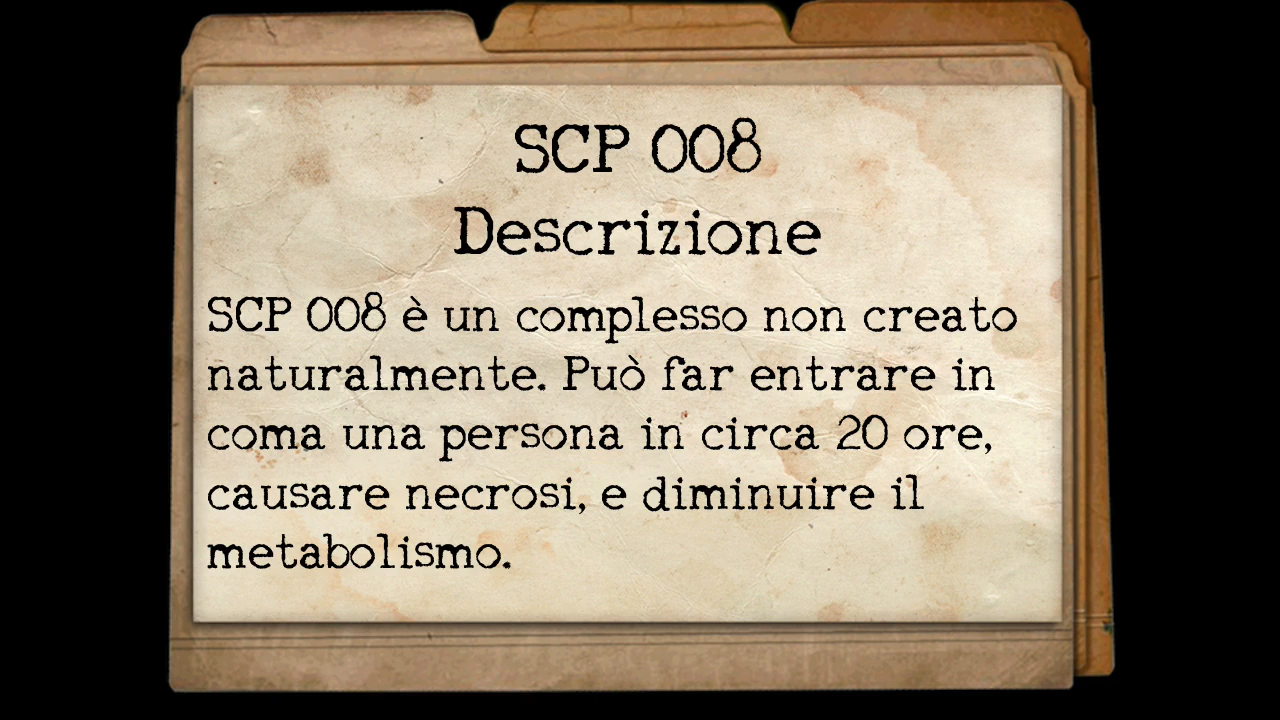 SCP 008
Descrizione
SCP 008 è un complesso non creato
naturalmente. Può far entrare in
coma una persona in circa 20 ore,
causare necrosi, e diminuire il
metabolismo.